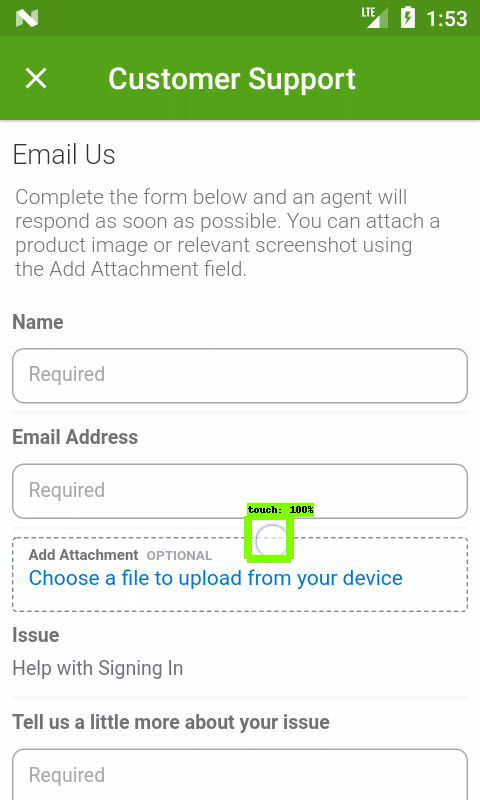 LTE 1:53
Customer Support
Email Us
Complete the form below and an agent will
respond as soon as possible. You can attach a
product image or relevant screenshot using
the Add Attachment field.
Name
Required
Email Address
Required
touch: 100%
Add Attachment OPTIONAL
Choose a file to upload from your device
Issue
Help with Signing In
Tell us a little more about your issue
Required